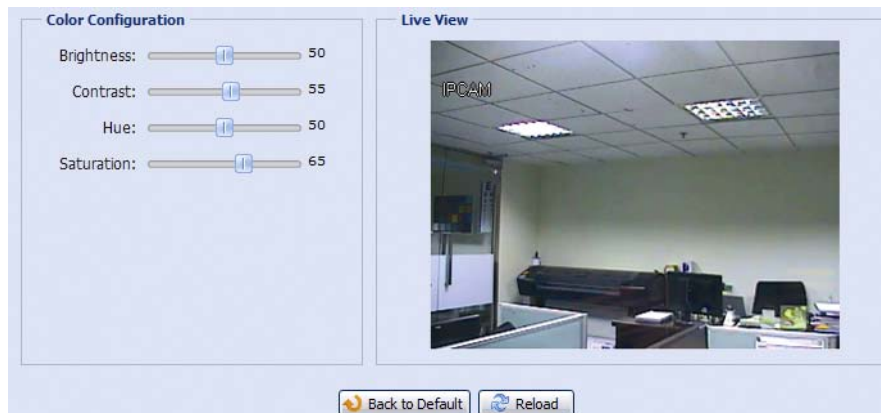 Color Configuration
Brightness: 50
Contrast: 55
Hue: 50
Saturation: 65
Live View
IPCAM
Back to Default
Reload